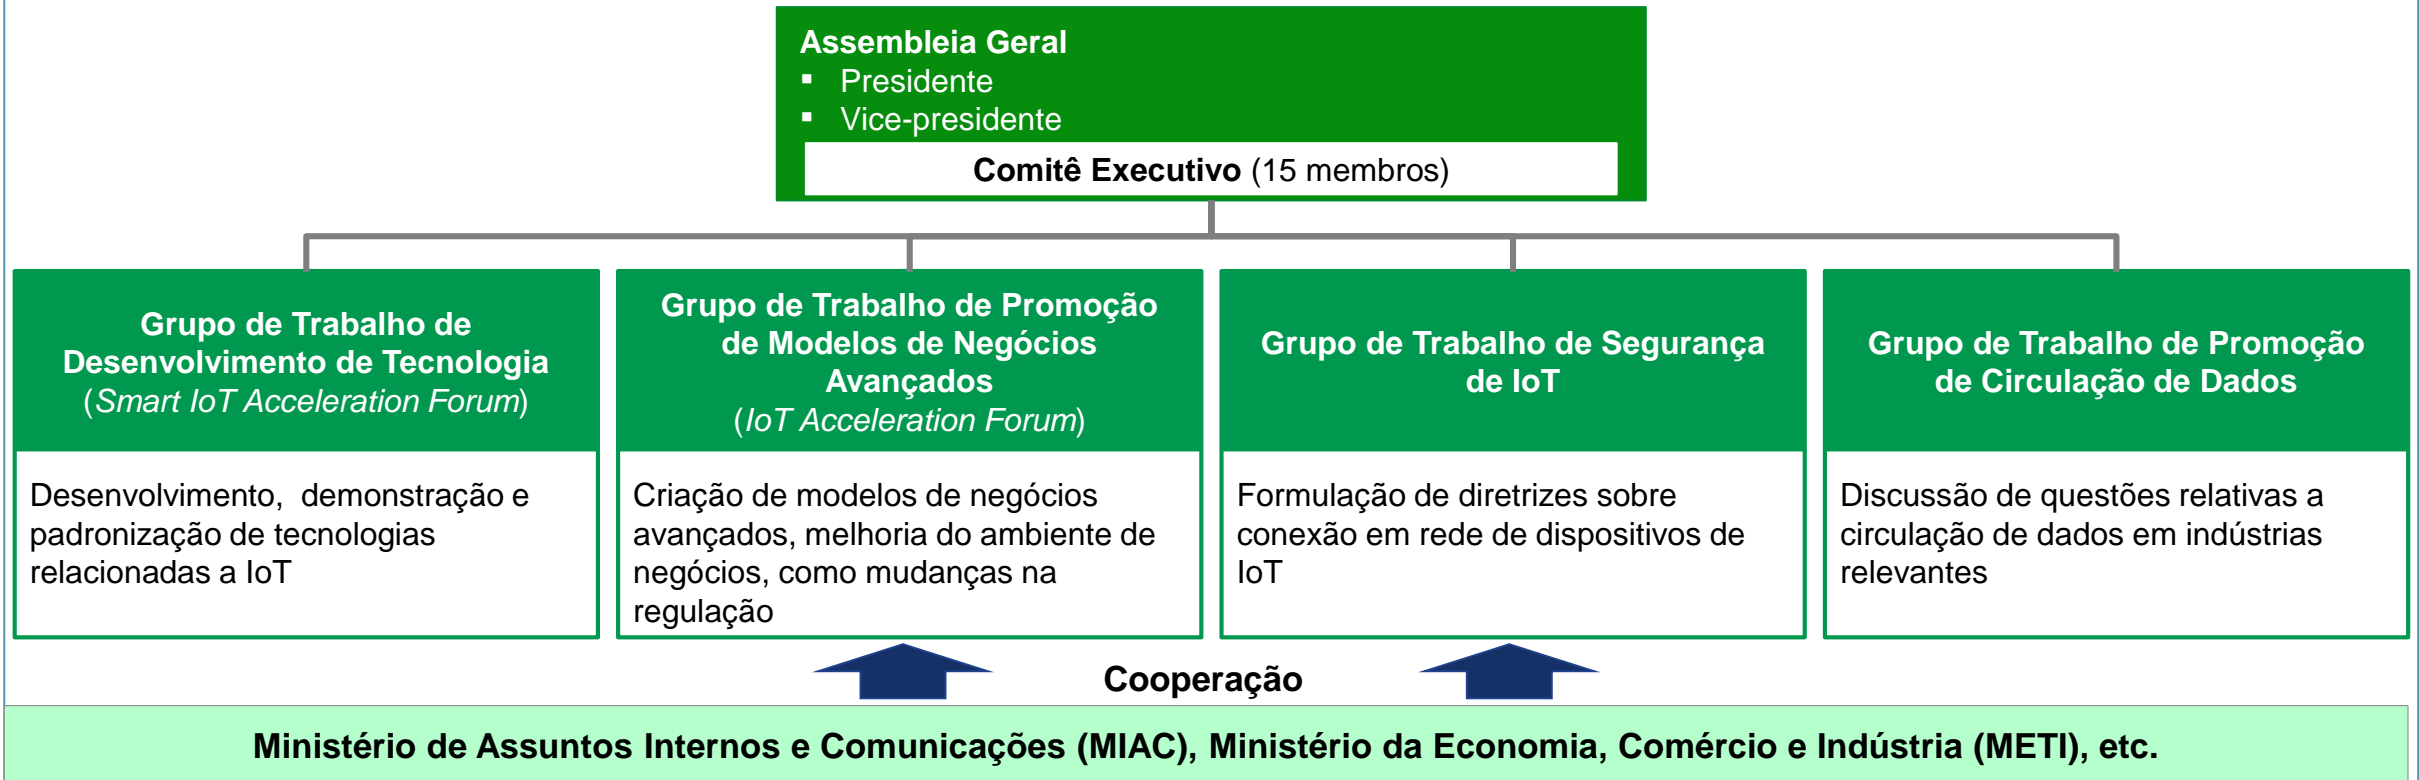 Assembleia Geral
▪ Presidente
▪ Vice-presidente
Comitê Executivo (15 membros)
Grupo de Trabalho de
Desenvolvimento de Tecnologia
(Smart IoT Acceleration Forum)
Desenvolvimento,  demonstração e
padronização de tecnologias
relacionadas a IoT
Grupo de Trabalho de Promoção
de Modelos de Negócios
Avançados
(IoT Acceleration Forum)
Criação de modelos de negócios
avançados, melhoria do ambiente de
negócios, como mudanças na
regulação
Grupo de Trabalho de Segurança
de IoT
Formulação de diretrizes sobre
conexão em rede de dispositivos de
IoT
Grupo de Trabalho de Promoção
de Circulação de Dados
Discussão de questões relativas a
circulação de dados em indústrias
relevantes
Cooperação
Ministério de Assuntos Internos e Comunicações (MIAC), Ministério da Economia, Comércio e Indústria (METI), etc.